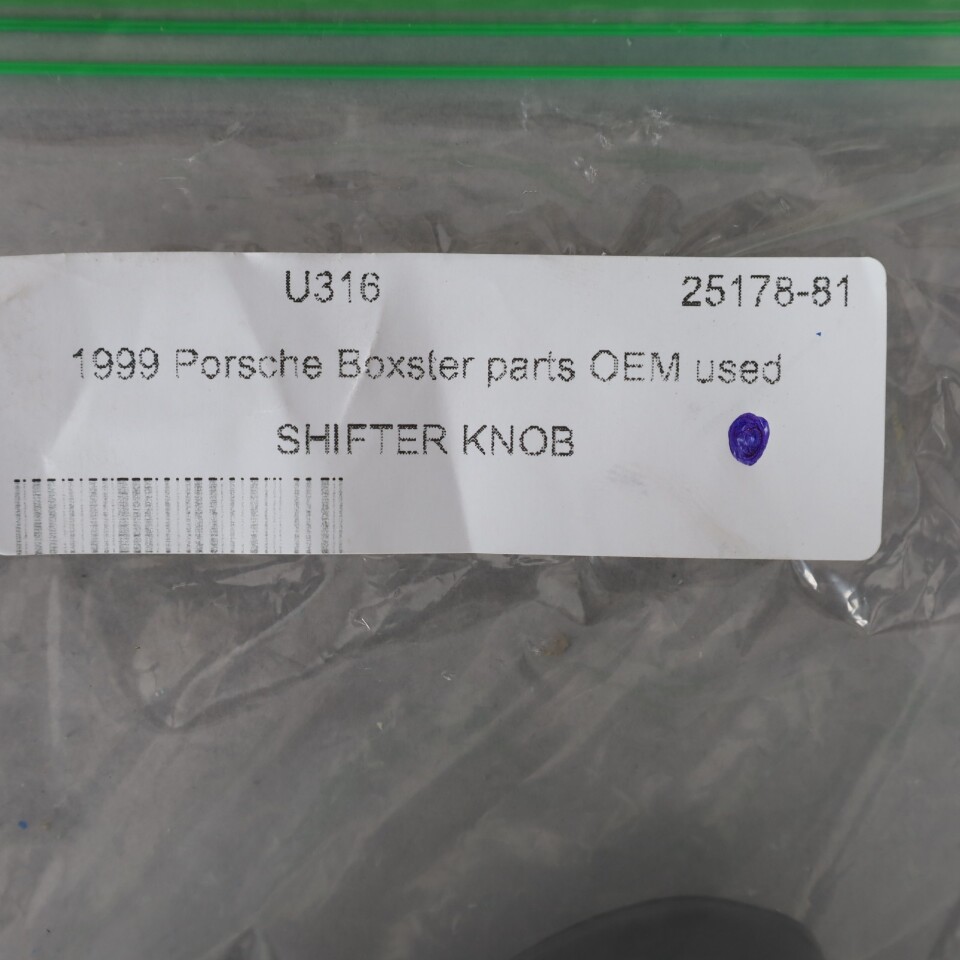 U316 25178-81
1999 Porsche Boxster parts OEM used
SHIFTER KNOB